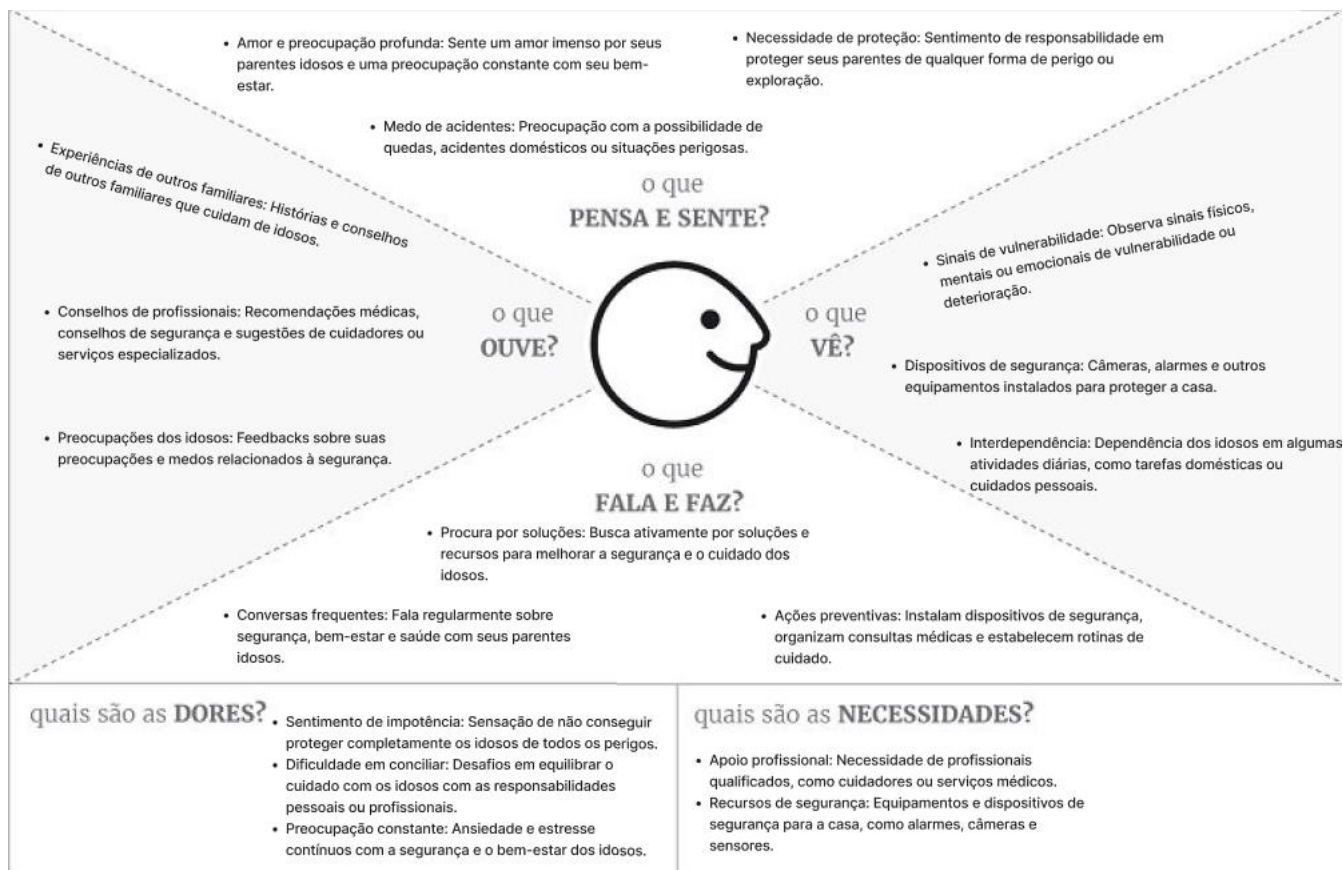 • Amor e preocupação profunda: Sente um amor imenso por seus
parentes idosos e uma preocupação constante com seu bem-
estar.
• Necessidade de proteção: Sentimento de responsabilidade em
proteger seus parentes de qualquer forma de perigo ou
exploração.
• Medo de acidentes: Preocupação com a possibilidade de
quedas, acidentes domésticos ou situações perigosas.
o que
PENSA E SENTE?
• Experiências de outros familiares: Histórias e conselhos
de outros familiares que cuidam de idosos.
• Conselhos de profissionais: Recomendações médicas,
conselhos de segurança e sugestões de cuidadores ou
serviços especializados.
• Preocupações dos idosos: Feedbacks sobre suas
preocupações e medos relacionados à segurança.
o que
OUVE?
o que
VÊ?
• Sinais de vulnerabilidade: Observa sinais físicos,
mentais ou emocionais de vulnerabilidade ou
deterioração.
• Dispositivos de segurança: Câmeras, alarmes e outros
equipamentos instalados para proteger a casa.
• Interdependência: Dependência dos idosos em algumas
atividades diárias, como tarefas domésticas ou
cuidados pessoais.
o que
FALA E FAZ?
• Procura por soluções: Busca ativamente por soluções e
recursos para melhorar a segurança e o cuidado dos
idosos.
• Conversas frequentes: Fala regularmente sobre
segurança, bem-estar e saúde com seus parentes
idosos.
• Ações preventivas: Instalam dispositivos de segurança,
organizam consultas médicas e estabelecem rotinas de
cuidado.
quais são as DORES?
• Sentimento de impotência: Sensação de não conseguir
proteger completamente os idosos de todos os perigos.
• Dificuldade em conciliar: Desafios em equilibrar o
cuidado com os idosos com as responsabilidades
pessoais ou profissionais.
• Preocupação constante: Ansiedade e estresse
contínuos com a segurança e o bem-estar dos idosos.
quais são as NECESSIDADES?
• Apoio profissional: Necessidade de profissionais
qualificados, como cuidadores ou serviços médicos.
• Recursos de segurança: Equipamentos e dispositivos de
segurança para a casa, como alarmes, câmeras e
sensores.